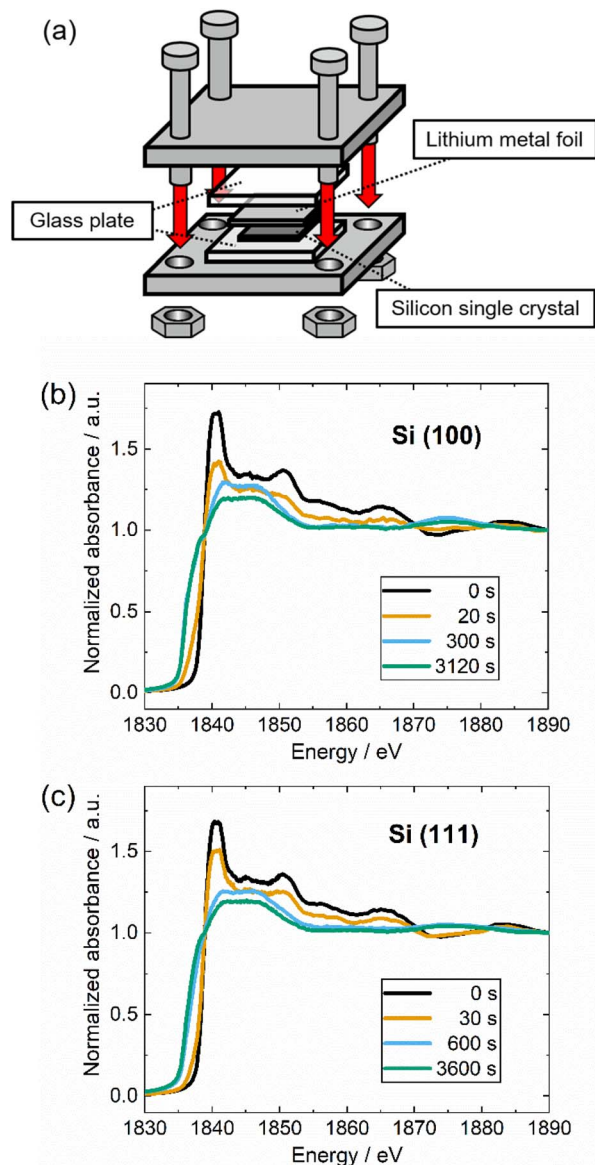 (a)
Lithium metal foil
Glass plate
Silicon single crystal
(b)
Si (100)
Normalized absorbance / a.u.
1.5
1.0
0.5
0.0
0 s
20 s
300 s
3120 s
1830 1840 1850 1860 1870 1880 1890
Energy / eV
(c)
Si (111)
Normalized absorbance / a.u.
1.5
1.0
0.5
0.0
0 s
30 s
600 s
3600 s
1830 1840 1850 1860 1870 1880 1890
Energy / eV